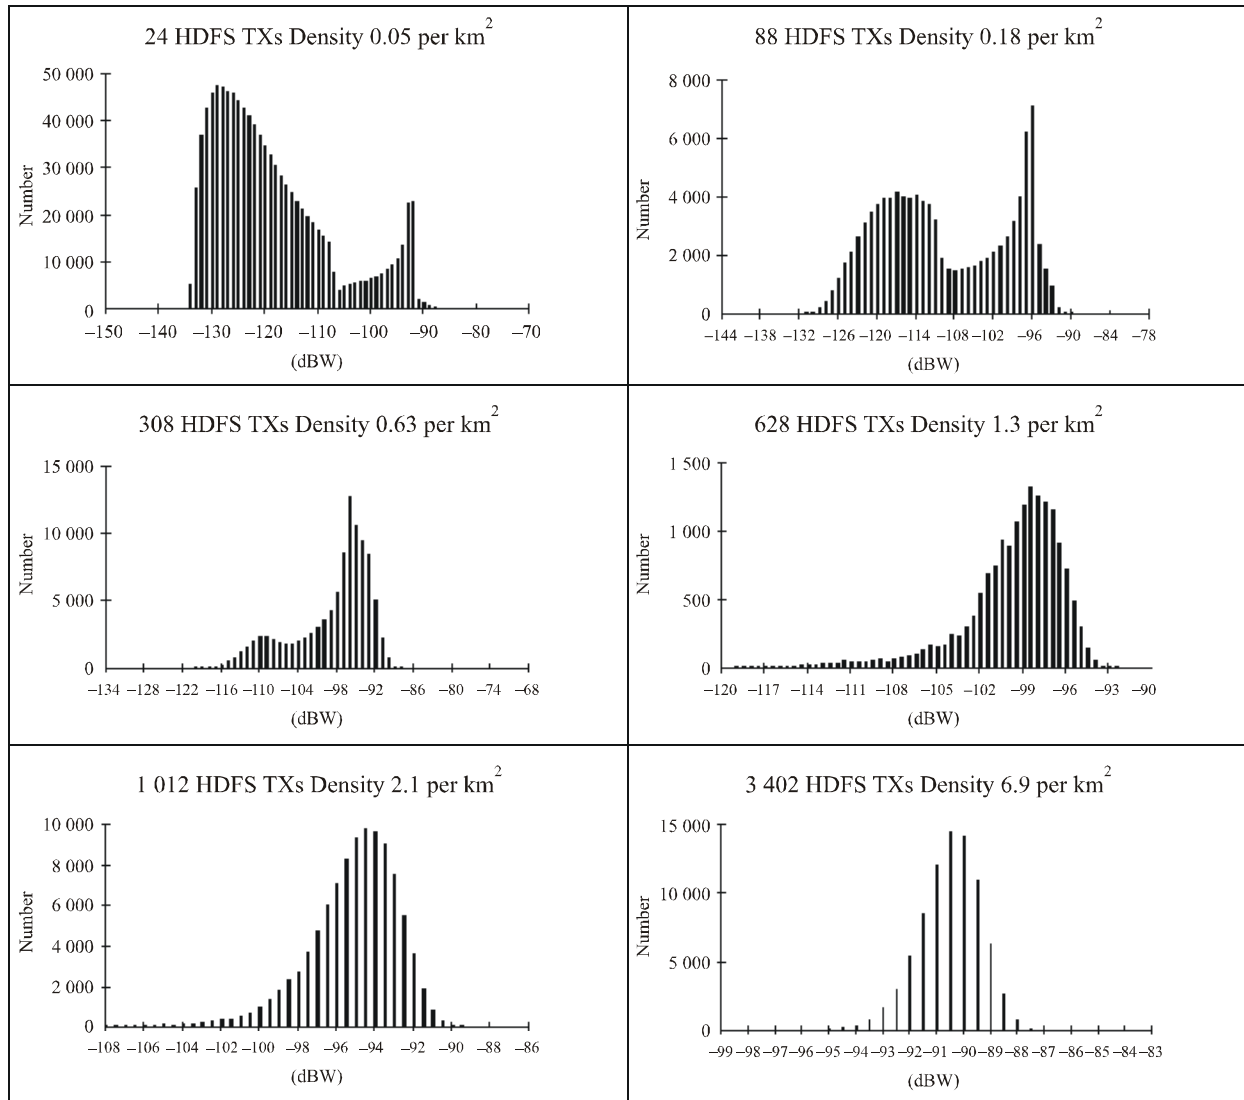 24 HDFS TXs Density 0.05 per km2
50 000
40 000
30 000
20 000
10 000
0
Number
–150 –140 –130 –120 –110 –100 –90 –80 –70
(dBW)
88 HDFS TXs Density 0.18 per km2
8 000
6 000
4 000
2 000
0
Number
–144 –138 –132 –126 –120 –114 –108 –102 –96 –90 –84 –78
(dBW)
308 HDFS TXs Density 0.63 per km2
15 000
10 000
5 000
0
Number
–134 –128 –122 –116 –110 –104 –98 –92 –86 –80 –74 –68
(dBW)
628 HDFS TXs Density 1.3 per km2
1 500
1 000
500
0
Number
–120 –117 –114 –111 –108 –105 –102 –99 –96 –93 –90
(dBW)
1 012 HDFS TXs Density 2.1 per km2
10 000
8 000
6 000
4 000
2 000
0
Number
–108 –106 –104 –102 –100 –98 –96 –94 –92 –90 –88 –86
(dBW)
3 402 HDFS TXs Density 6.9 per km2
15 000
10 000
5 000
0
Number
–99 –98 –97 –96 –95 –94 –93 –92 –91 –90 –89 –88 –87 –86 –85 –84 –83
(dBW)